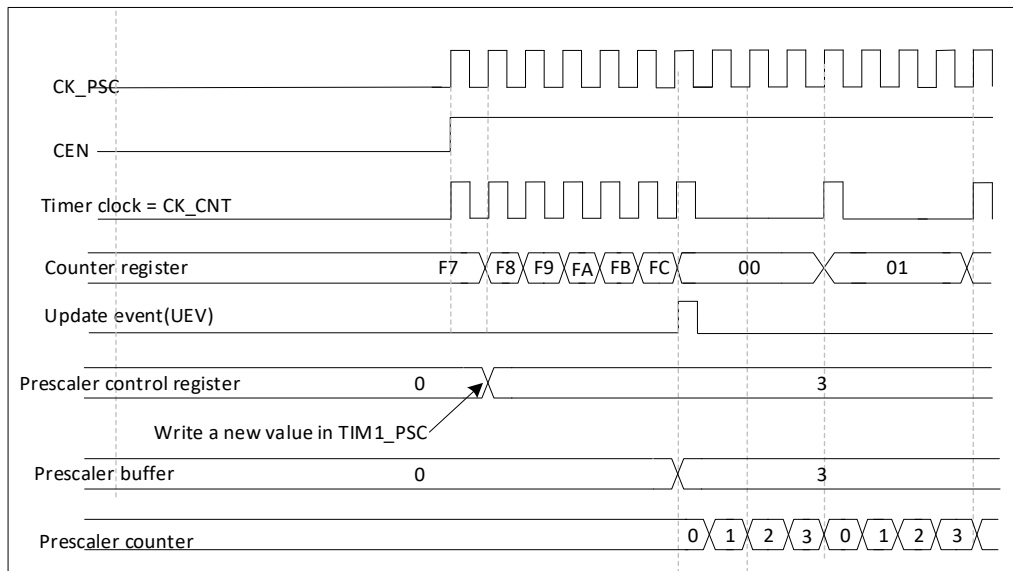 CK_PSC
CEN
Timer clock = CK_CNT
Counter register F7 F8 F9 FA FB FC 00 01
Update event(UEV)
Prescaler control register 0 3
Write a new value in TIM1_PSC
Prescaler buffer 0 3
Prescaler counter 0 1 2 3 0 1 2 3